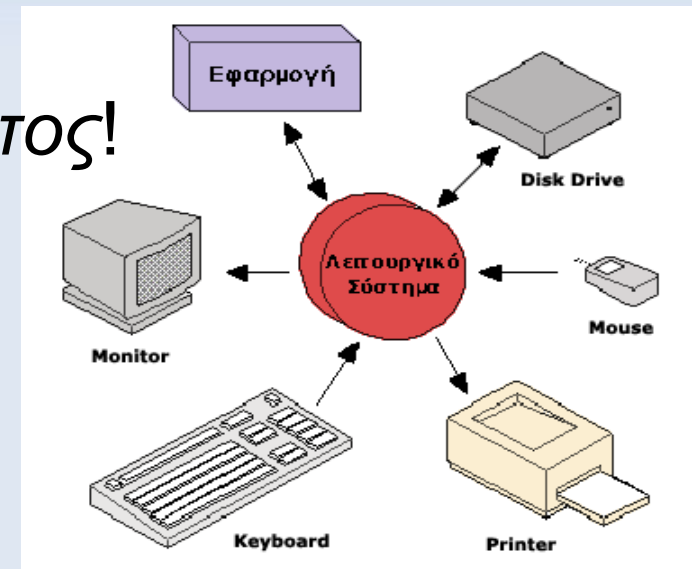 Εφαρμογή
τος!
Disk Drive
Λειτουργικό
Σύστημα
Mouse
Monitor
Keyboard
Printer